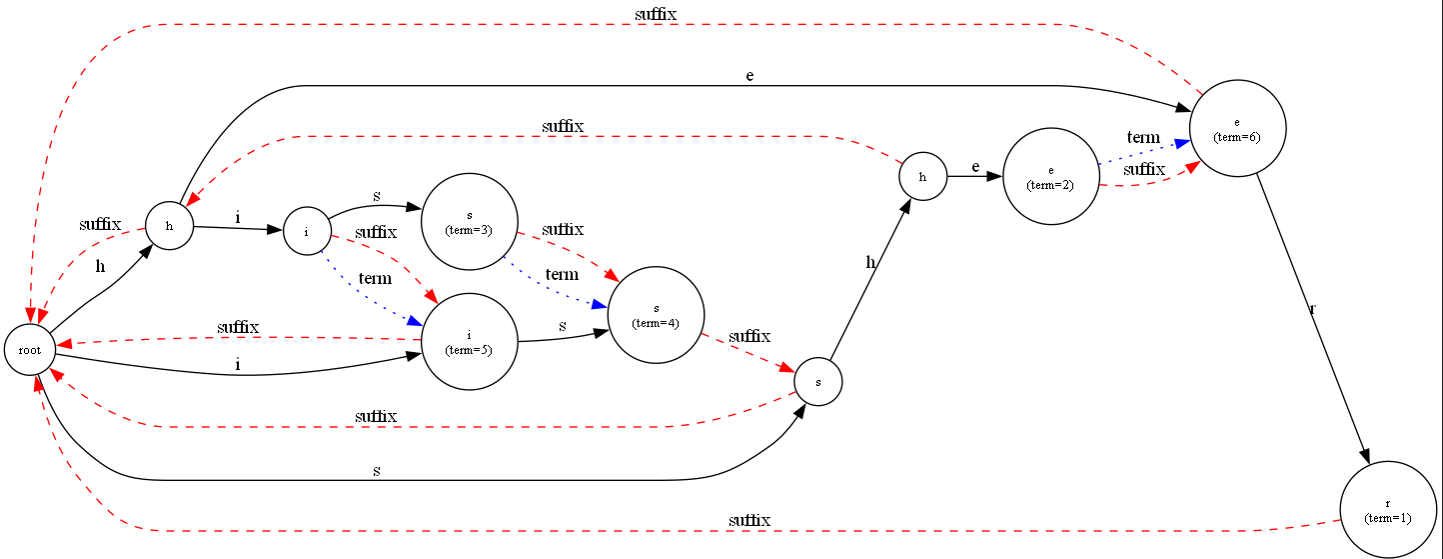 suffix
e
e
(term=6)
suffix
term
h
e
e
(term=2)
suffix
s
s
(term=3)
suffix
h
i
i
suffix
suffix
h
term
term
h
s
(term=4)
r
suffix
s
i
(term=5)
suffix
root
i
s
suffix
s
r
(term=1)
suffix